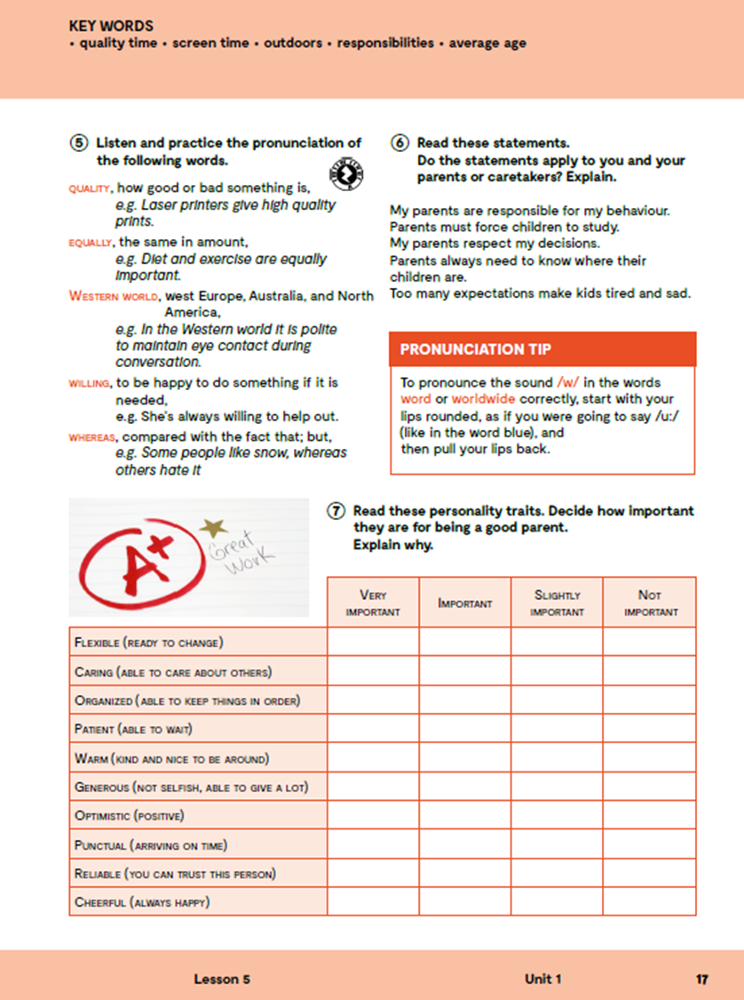 KEY WORDS
• quality time • screen time • outdoors • responsibilities • average age
5 Listen and practice the pronunciation of
the following words.
QUALITY, how good or bad something is,
e.g. Laser printers give high quality
prints.
EQUALLY, the same in amount,
e.g. Diet and exercise are equally
important.
WESTERN WORLD, west Europe, Australia, and North
America,
e.g. In the Western world it is polite
to maintain eye contact during
conversation.
WILLING, to be happy to do something if it is
needed,
e.g. She's always willing to help out.
WHEREAS, compared with the fact that; but,
e.g. Some people like snow, whereas
others hate it
6 Read these statements.
Do the statements apply to you and your
parents or caretakers? Explain.
My parents are responsible for my behaviour.
Parents must force children to study.
My parents respect my decisions.
Parents always need to know where their
children are.
Too many expectations make kids tired and sad.
PRONUNCIATION TIP
To pronounce the sound /w/ in the words
word or worldwide correctly, start with your
lips rounded, as if you were going to say /u:/
(like in the word blue), and
then pull your lips back.
A+
Great
Work
7 Read these personality traits. Decide how important
they are for being a good parent.
Explain why.
VERY IMPORTANT
IMPORTANT
SLIGHTLY IMPORTANT
NOT IMPORTANT
FLEXIBLE (READY TO CHANGE)
CARING (ABLE TO CARE ABOUT OTHERS)
ORGANIZED (ABLE TO KEEP THINGS IN ORDER)
PATIENT (ABLE TO WAIT)
WARM (KIND AND NICE TO BE AROUND)
GENEROUS (NOT SELFISH, ABLE TO GIVE A LOT)
OPTIMISTIC (POSITIVE)
PUNCTUAL (ARRIVING ON TIME)
RELIABLE (YOU CAN TRUST THIS PERSON)
CHEERFUL (ALWAYS HAPPY)
Lesson 5
Unit 1
17